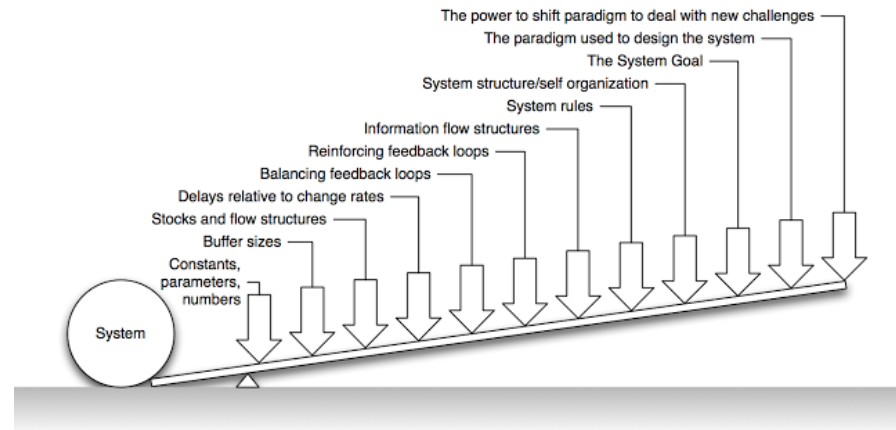 The power to shift paradigm to deal with new challenges
The paradigm used to design the system
The System Goal
System structure/self organization
System rules
Information flow structures
Reinforcing feedback loops
Balancing feedback loops
Delays relative to change rates
Stocks and flow structures
Buffer sizes
Constants,
parameters,
numbers
System